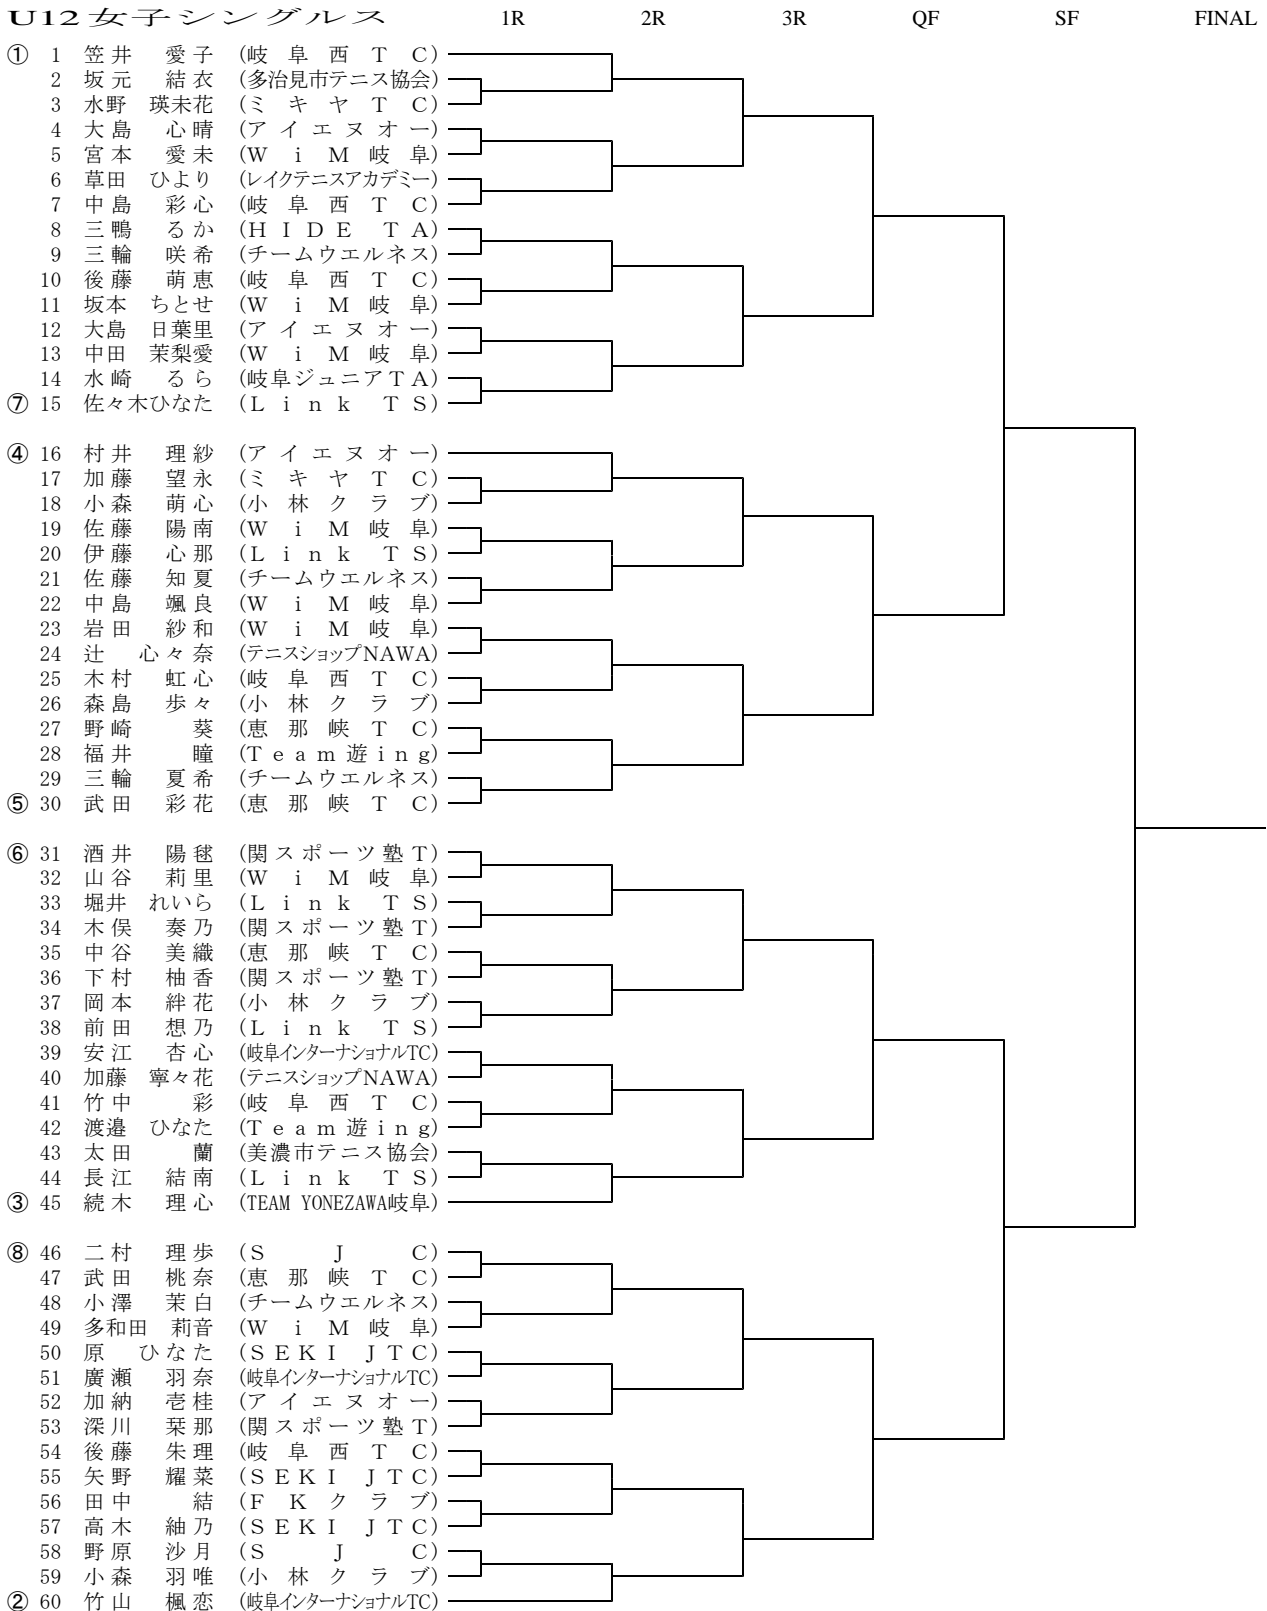 U12女子シングルス 1R 2R 3R QF SF FINAL
① 1 笠井 愛子 (岐阜西TC)
2 坂元 結衣 (多治見市テニス協会)
3 水野 瑛未花 (ミキヤTC)
4 大島 心晴 (アイエヌオー)
5 宮本 愛未 (WiM岐阜)
6 草田 ひより (レイクテニスアカデミー)
7 中島 彩心 (岐阜西TC)
8 三鴨 るか (HIDE TA)
9 三輪 咲希 (チームウエルネス)
10 後藤 萌恵 (岐阜西TC)
11 坂本 ちとせ (WiM岐阜)
12 大島 日葉里 (アイエヌオー)
13 中田 茉梨愛 (WiM岐阜)
14 水崎 るら (岐阜ジュニアTA)
⑦ 15 佐々木ひなた (Link TS)
④ 16 村井 理紗 (アイエヌオー)
17 加藤 望永 (ミキヤTC)
18 小森 萌心 (小林クラブ)
19 佐藤 陽南 (WiM岐阜)
20 伊藤 心那 (Link TS)
21 佐藤 知夏 (チームウエルネス)
22 中島 颯良 (WiM岐阜)
23 岩田 紗和 (WiM岐阜)
24 辻 心々奈 (テニスショップNAWA)
25 木村 虹心 (岐阜西TC)
26 森島 歩々 (小林クラブ)
27 野崎 葵 (恵那峡TC)
28 福井 瞳 (Team遊ing)
29 三輪 夏希 (チームウエルネス)
⑤ 30 武田 彩花 (恵那峡TC)
⑥ 31 酒井 陽毬 (関スポーツ塾T)
32 山谷 莉里 (WiM岐阜)
33 堀井 れいら (Link TS)
34 木俣 奏乃 (関スポーツ塾T)
35 中谷 美織 (恵那峡TC)
36 下村 柚香 (関スポーツ塾T)
37 岡本 絆花 (小林クラブ)
38 前田 想乃 (Link TS)
39 安江 杏心 (岐阜インターナショナルTC)
40 加藤 寧々花 (テニスショップNAWA)
41 竹中 彩 (岐阜西TC)
42 渡邉 ひなた (Team遊ing)
43 太田 蘭 (美濃市テニス協会)
44 長江 結南 (Link TS)
③ 45 続木 理心 (TEAM YONEZAWA岐阜)
⑧ 46 二村 理歩 (SJC)
47 武田 桃奈 (恵那峡TC)
48 小澤 茉白 (チームウエルネス)
49 多和田 莉音 (WiM岐阜)
50 原 ひなた (SEKI JTC)
51 廣瀬 羽奈 (岐阜インターナショナルTC)
52 加納 壱桂 (アイエヌオー)
53 深川 栞那 (関スポーツ塾T)
54 後藤 朱理 (岐阜西TC)
55 矢野 耀菜 (SEKI JTC)
56 田中 結 (FKクラブ)
57 高木 紬乃 (SEKI JTC)
58 野原 沙月 (SJC)
59 小森 羽唯 (小林クラブ)
② 60 竹山 楓恋 (岐阜インターナショナルTC)